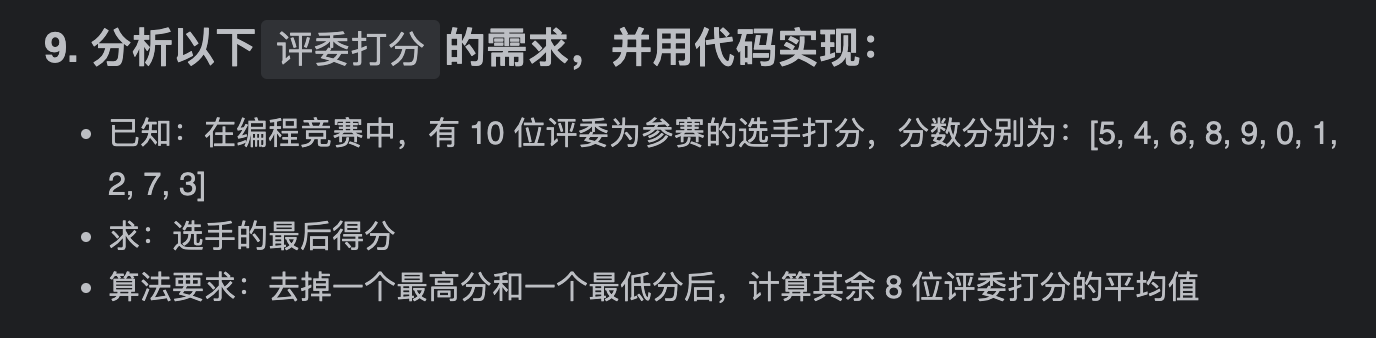 9. 分析以下 评委打分 的需求，并用代码实现：
• 已知：在编程竞赛中，有 10 位评委为参赛的选手打分，分数分别为：[5, 4, 6, 8, 9, 0, 1,
2, 7, 3]
• 求：选手的最后得分
• 算法要求：去掉一个最高分和一个最低分后，计算其余 8 位评委打分的平均值